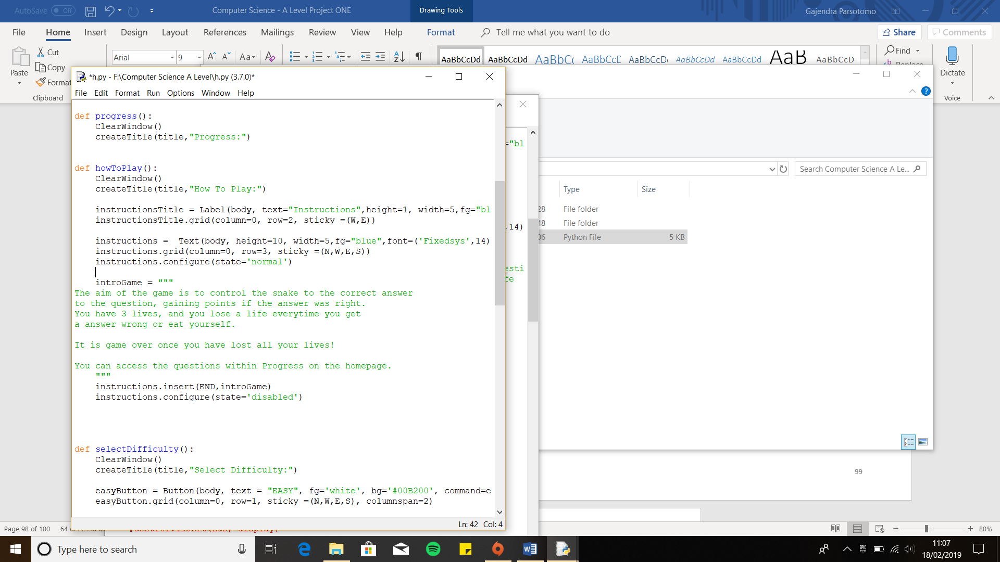 AutoSave Off
Computer Science - A Level Project ONE
Drawing Tools
Gajendra Parsotomo
File Home Insert Design Layout References Mailings Review View Help Format Tell me what you want to do
Share Comments
Paste
Cut
Copy
Format
Clipboard
Arial 9
Aa
AaBbCcDd AaBbCcDd AaBbCc AaBbCcD AaBbCcDc AaBbCcDd AaBbCcDd AaB AaBbCcD
Find
Dictate
Voice
*h.py - F:\Computer Science A Level\h.py (3.7.0)*
File Edit Format Run Options Window Help
def progress():
    ClearWindow()
    createTitle(title,"Progress:")
def howToPlay():
    ClearWindow()
    createTitle(title,"How To Play:")
    instructionsTitle = Label(body, text="Instructions",height=1, width=5,fg="bl
    instructionsTitle.grid(column=0, row=2, sticky =(W,E))
    instructions =  Text(body, height=10, width=5,fg="blue",font=('Fixedsys',14)
    instructions.grid(column=0, row=3, sticky =(N,W,E,S))
    instructions.configure(state='normal')
    introGame = """
The aim of the game is to control the snake to the correct answer
to the question, gaining points if the answer was right.
You have 3 lives, and you lose a life everytime you get
a answer wrong or eat yourself.
It is game over once you have lost all your lives!
You can access the questions within Progress on the homepage.
    """
    instructions.insert(END,introGame)
    instructions.configure(state='disabled')
def selectDifficulty():
    ClearWindow()
    createTitle(title,"Select Difficulty:")
    easyButton = Button(body, text = "EASY", fg='white', bg='#00B200', command=e
    easyButton.grid(column=0, row=1, sticky =(N,W,E,S), columnspan=2)
Ln: 42 Col: 4
="bl
,14)
esti
fe
Search Computer Science A Le...
Type Size
28 File folder
48 File folder
06 Python File 5 KB
99
Page 98 of 100 64
80%
Type here to search
11:07
18/02/2019